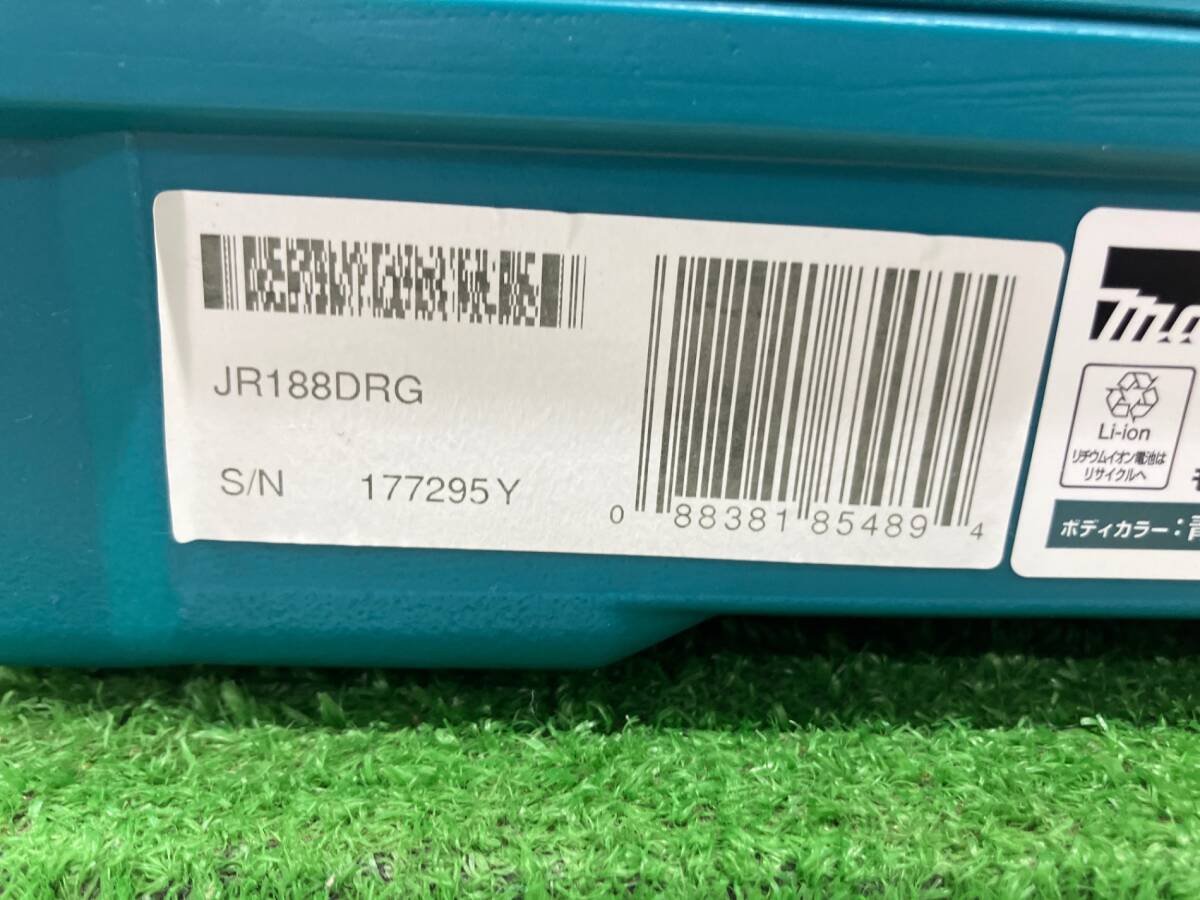 JR188DRG
S/N 177295Y
0 88381 85489 4
Li-ion
リチウムイオン電池は
リサイクルへ
ボディカラー：青